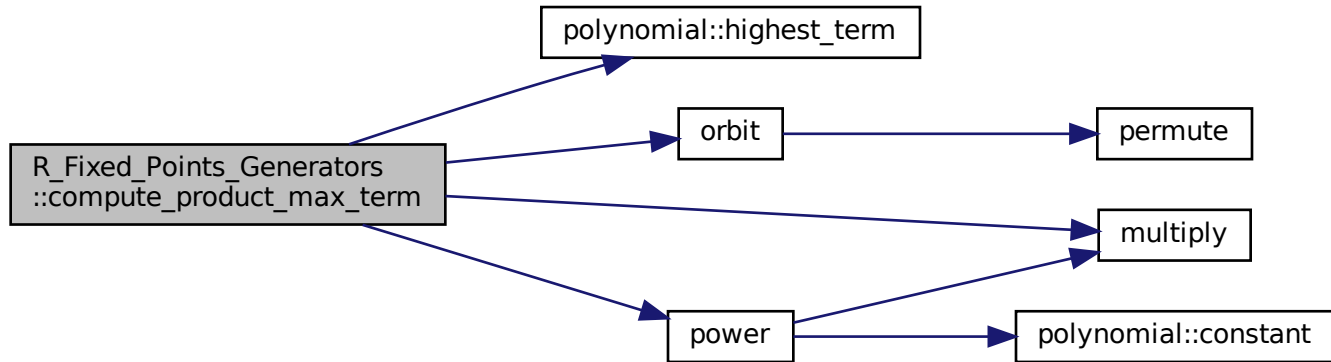 polynomial::highest_term
R_Fixed_Points_Generators
::compute_product_max_term
orbit
permute
multiply
power
polynomial::constant